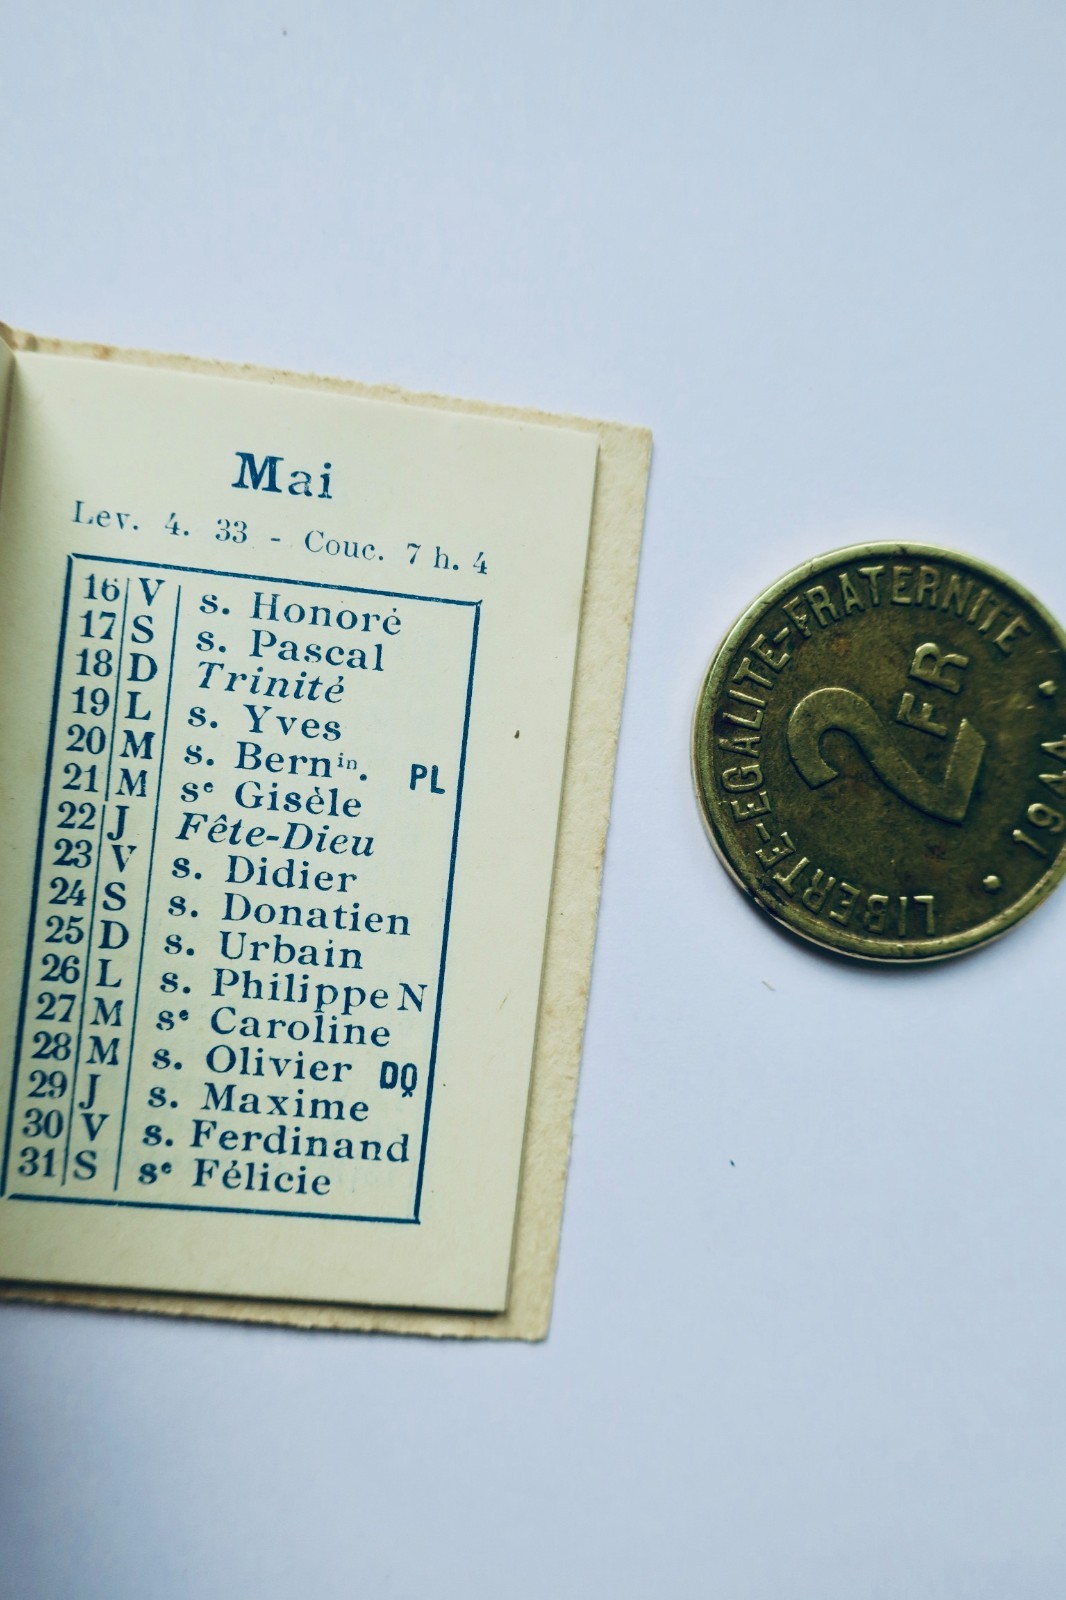 Mai
Lev. 4. 33 - Couc. 7 h. 4
16 V s. Honoré
17 S s. Pascal
18 D Trinité
19 L s. Yves
20 M s. Bernin. PL
21 M se Gisèle
22 J Fête-Dieu
23 V s. Didier
24 S s. Donatien
25 D s. Urbain
26 L s. Philippe N
27 M se Caroline
28 M s. Olivier DQ
29 J s. Maxime
30 V s. Ferdinand
31 S se Félicie
LIBERTE-EGALITE-FRATERNITE
2
FR
• 1944 •